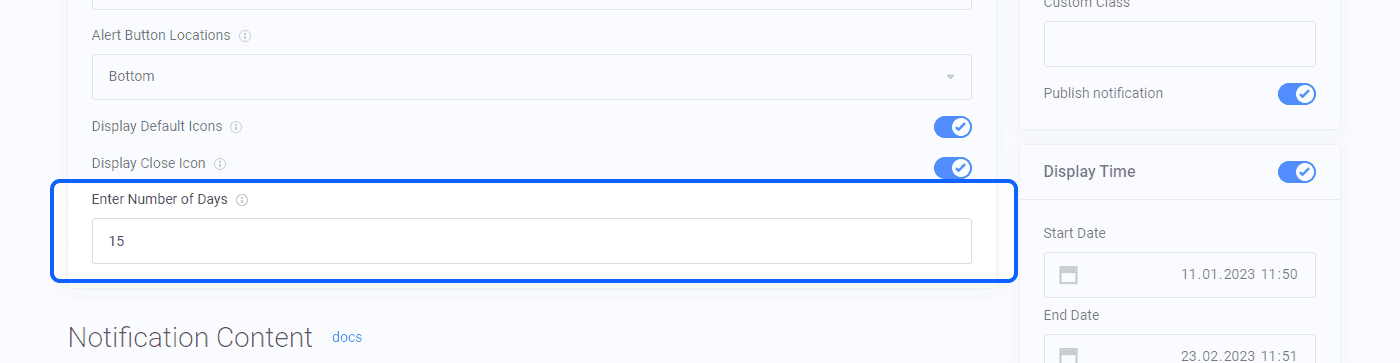 Alert Button Locations
Bottom
Display Default Icons
Display Close Icon
Enter Number of Days
15
Notification Content docs
Custom Class
Publish notification
Display Time
Start Date
11.01.2023 11:50
End Date
23.02.2023 11:51